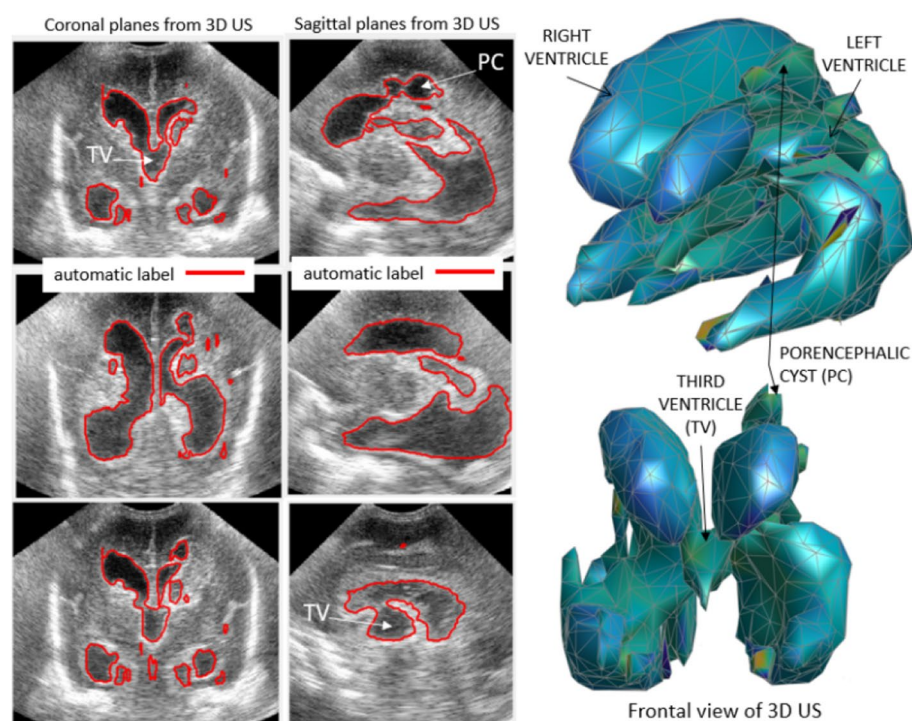 Coronal planes from 3D US
Sagittal planes from 3D US
PC
TV
automatic label
automatic label
TV
RIGHT
VENTRICLE
LEFT
VENTRICLE
PORENCEPHALIC
CYST (PC)
THIRD
VENTRICLE
(TV)
Frontal view of 3D US